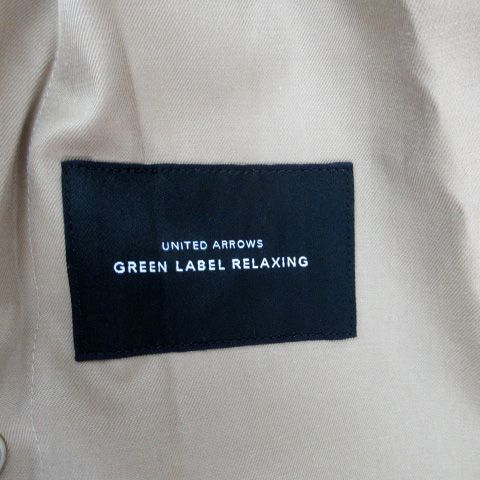 UNITED ARROWS
GREEN LABEL RELAXING